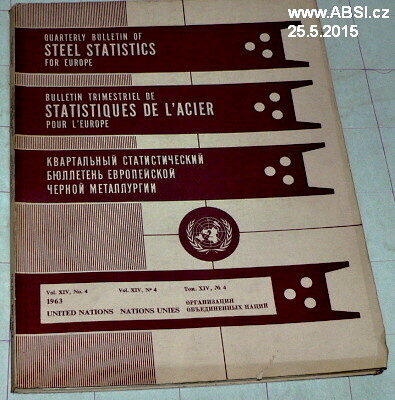 www.ABSI.cz
25.5.2015
QUARTERLY BULLETIN OF
STEEL STATISTICS
FOR EUROPE
BULLETIN TRIMESTRIEL DE
STATISTIQUES DE L'ACIER
POUR L'EUROPE
КВАРТАЛЬНЫЙ СТАТИСТИЧЕСКИЙ
БЮЛЛЕТЕНЬ ЕВРОПЕЙСКОЙ
ЧЕРНОЙ МЕТАЛЛУРГИИ
Vol. XIV, No. 4 Vol. XIV, Nº 4 Том. XIV, № 4
1963
UNITED NATIONS NATIONS UNIES ОРГАНИЗАЦИЯ
ОБЪЕДИНЕННЫХ НАЦИЙ